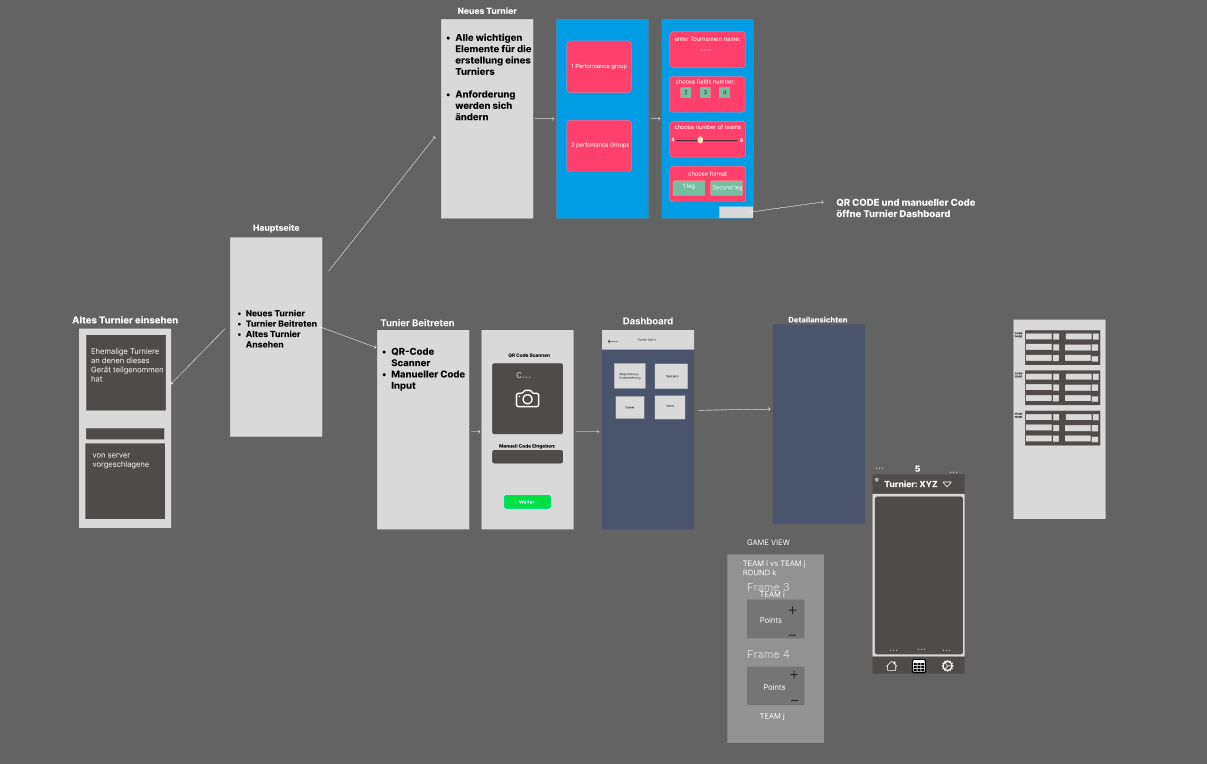 Neues Turnier
• Alle wichtigen
Elemente für die
erstellung eines
Turniers
• Anforderung
werden sich
ändern
1 Performance group
2 perfomance Groups
enter Tournament name:
....
choose fields number:
2 3 4
choose number of teams
4
choose format
1 leg
Second leg
QR CODE und manueller Code
öffne Turnier Dashboard
Hauptseite
• Neues Turnier
• Turnier Beitreten
• Altes Turnier
Ansehen
Altes Turnier einsehen
Ehemalige Turniere
an denen dieses
Gerät teilgenommen
hat
von server
vorgeschlagene
Tunier Beitreten
• QR-Code
Scanner
• Manueller Code
Input
QR Code Scannen
C...
Manuell Code Eingeben:
Weiter
Dashboard
Detailansichten
... 5 ...
Turnier: XYZ
... ... ...
GAME VIEW
TEAM i vs TEAM j
ROUND k
Frame 3
TEAM i
+
Points
—
Frame 4
+
Points
—
TEAM j